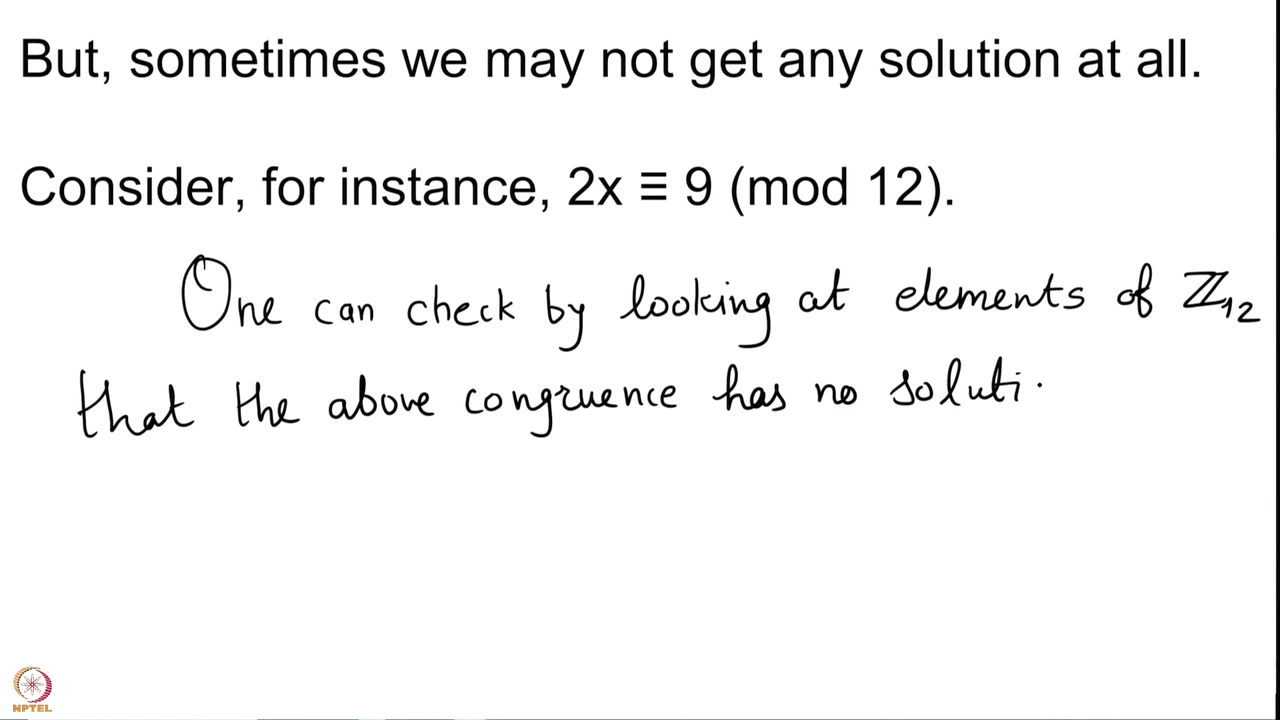 But, sometimes we may not get any solution at all.
Consider, for instance, 2x ≡ 9 (mod 12).
One can check by looking at elements of ℤ₁₂
that the above congruence has no soluti.
NPTEL